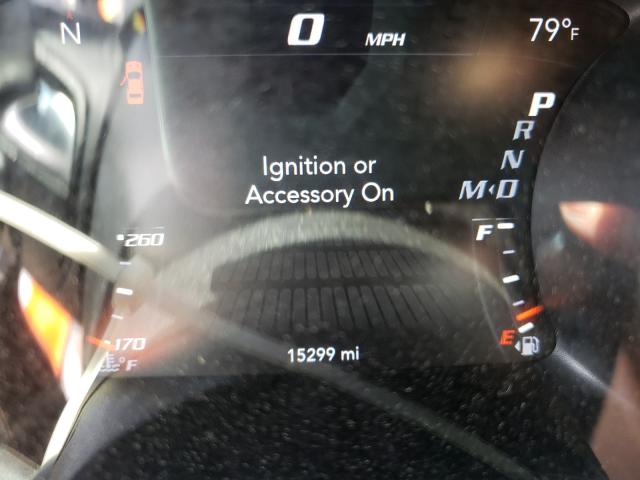 N 0 MPH 79°F
P
R
N
M◂D
Ignition or
Accessory On
260
F
170
°F
E
15299 mi